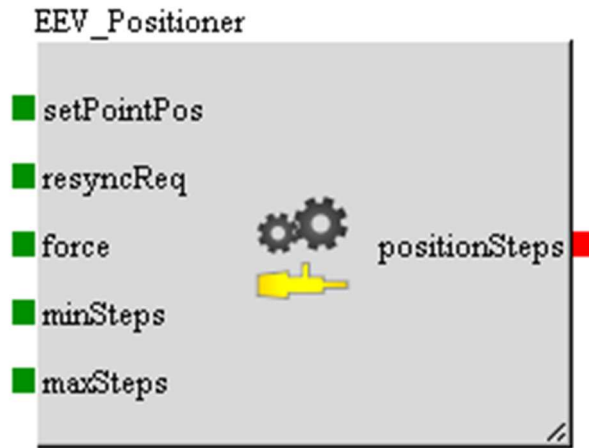 EEV_Positioner
setPointPos
resyncReq
force
positionSteps
minSteps
maxSteps